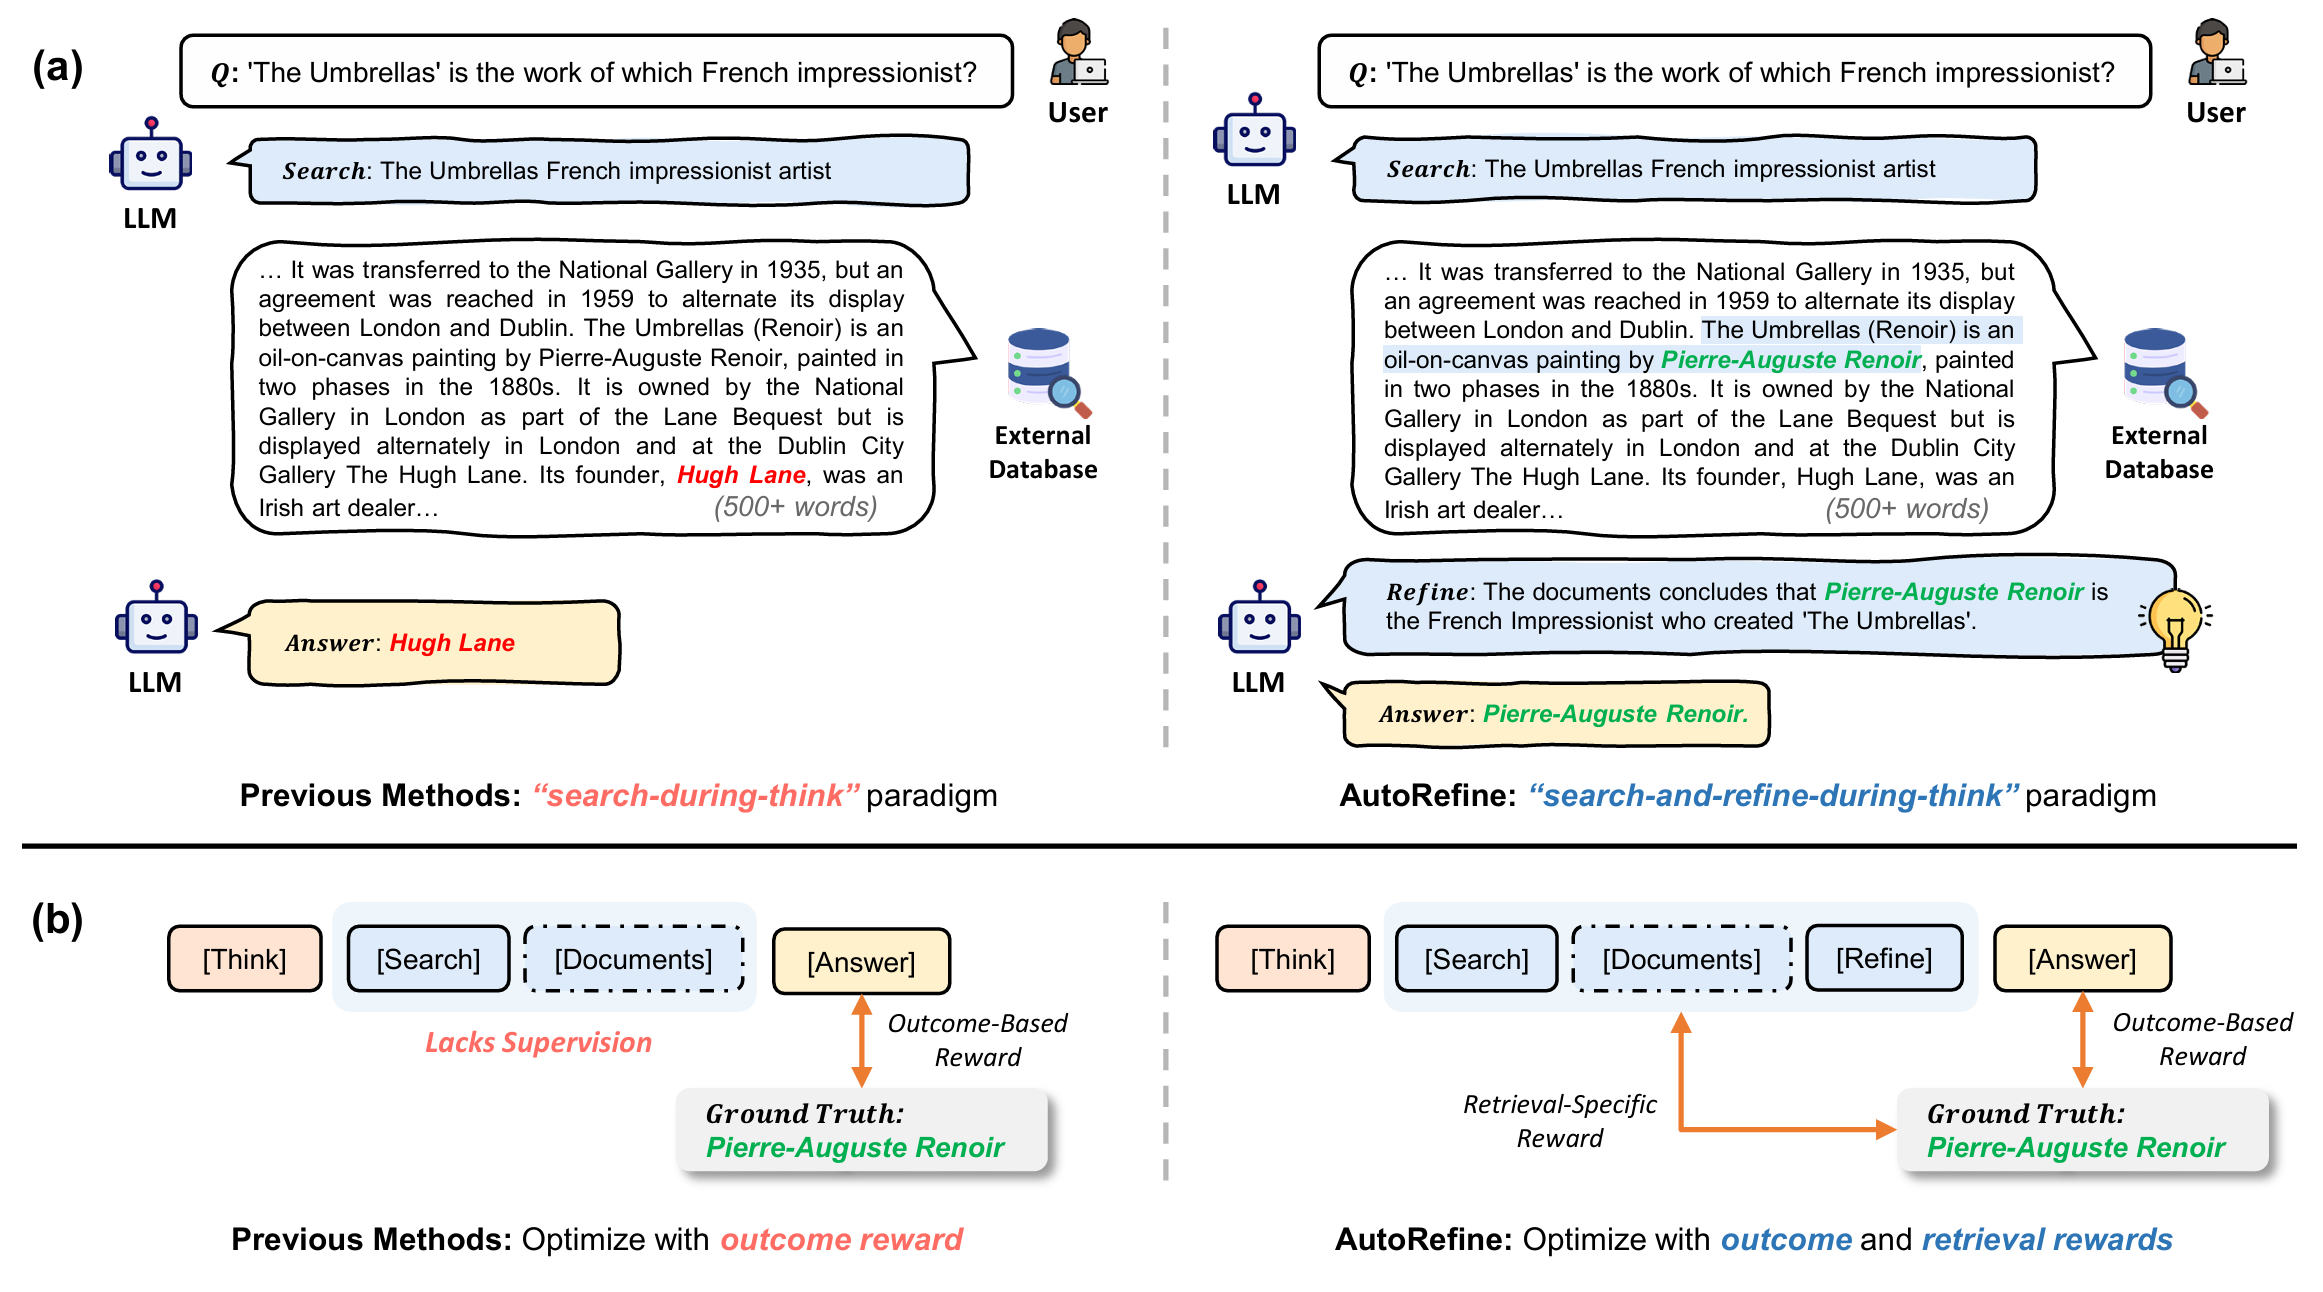 (a)
Q: 'The Umbrellas' is the work of which French impressionist?
User
LLM
Search: The Umbrellas French impressionist artist
… It was transferred to the National Gallery in 1935, but an
agreement was reached in 1959 to alternate its display
between London and Dublin. The Umbrellas (Renoir) is an
oil-on-canvas painting by Pierre-Auguste Renoir, painted in
two phases in the 1880s. It is owned by the National
Gallery in London as part of the Lane Bequest but is
displayed alternately in London and at the Dublin City
Gallery The Hugh Lane. Its founder, Hugh Lane, was an
Irish art dealer…
(500+ words)
External
Database
LLM
Answer: Hugh Lane
Previous Methods: “search-during-think” paradigm
Q: 'The Umbrellas' is the work of which French impressionist?
User
LLM
Search: The Umbrellas French impressionist artist
… It was transferred to the National Gallery in 1935, but
an agreement was reached in 1959 to alternate its display
between London and Dublin. The Umbrellas (Renoir) is an
oil-on-canvas painting by Pierre-Auguste Renoir, painted
in two phases in the 1880s. It is owned by the National
Gallery in London as part of the Lane Bequest but is
displayed alternately in London and at the Dublin City
Gallery The Hugh Lane. Its founder, Hugh Lane, was an
Irish art dealer…
(500+ words)
External
Database
LLM
Refine: The documents concludes that Pierre-Auguste Renoir is
the French Impressionist who created 'The Umbrellas'.
Answer: Pierre-Auguste Renoir.
AutoRefine: “search-and-refine-during-think” paradigm
(b)
[Think]
[Search]
[Documents]
[Answer]
Lacks Supervision
Outcome-Based
Reward
Ground Truth:
Pierre-Auguste Renoir
Previous Methods: Optimize with outcome reward
[Think]
[Search]
[Documents]
[Refine]
[Answer]
Outcome-Based
Reward
Retrieval-Specific
Reward
Ground Truth:
Pierre-Auguste Renoir
AutoRefine: Optimize with outcome and retrieval rewards